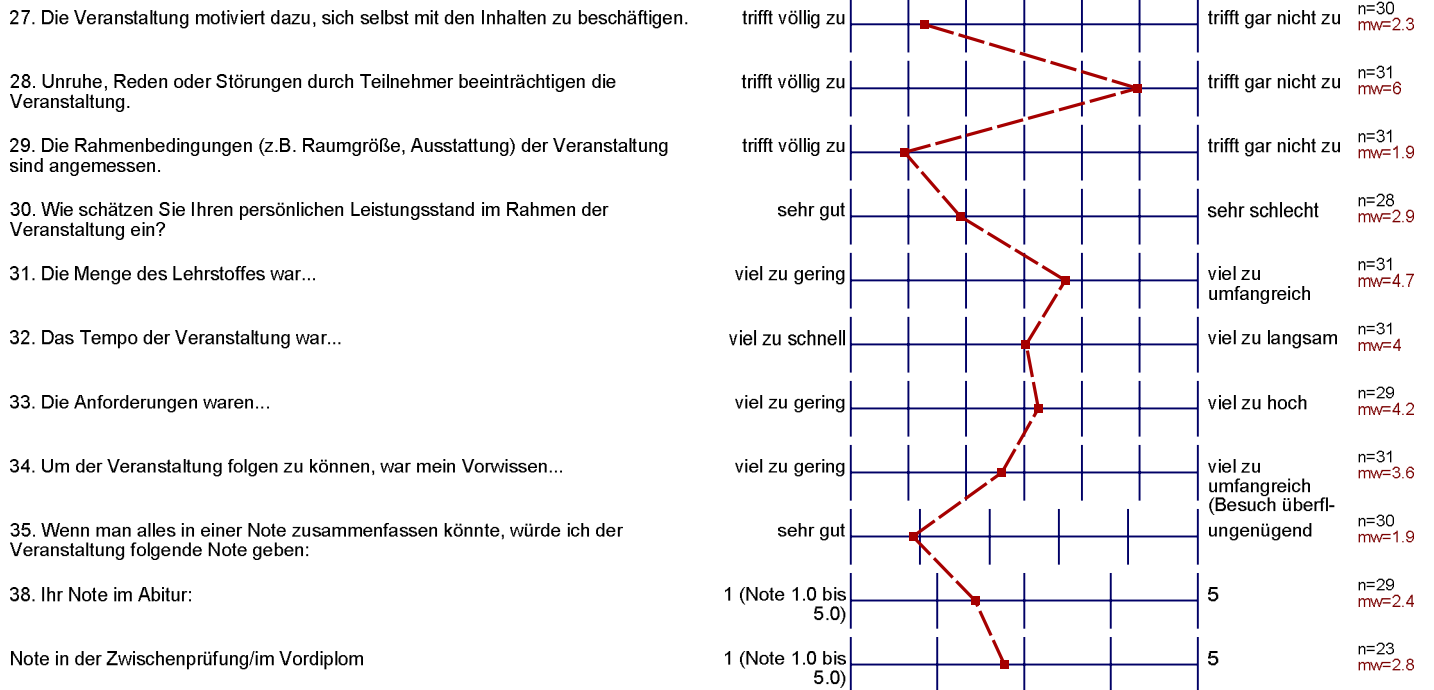 27. Die Veranstaltung motiviert dazu, sich selbst mit den Inhalten zu beschäftigen. trifft völlig zu trifft gar nicht zu n=30
mw=2.3
28. Unruhe, Reden oder Störungen durch Teilnehmer beeinträchtigen die trifft völlig zu trifft gar nicht zu n=31
Veranstaltung. mw=6
29. Die Rahmenbedingungen (z.B. Raumgröße, Ausstattung) der Veranstaltung trifft völlig zu trifft gar nicht zu n=31
sind angemessen. mw=1.9
30. Wie schätzen Sie Ihren persönlichen Leistungsstand im Rahmen der sehr gut sehr schlecht n=28
Veranstaltung ein? mw=2.9
31. Die Menge des Lehrstoffes war... viel zu gering viel zu n=31
umfangreich mw=4.7
32. Das Tempo der Veranstaltung war... viel zu schnell viel zu langsam n=31
mw=4
33. Die Anforderungen waren... viel zu gering viel zu hoch n=29
mw=4.2
34. Um der Veranstaltung folgen zu können, war mein Vorwissen... viel zu gering viel zu n=31
umfangreich mw=3.6
(Besuch überfl-
35. Wenn man alles in einer Note zusammenfassen könnte, würde ich der sehr gut ungenügend n=30
Veranstaltung folgende Note geben: mw=1.9
38. Ihr Note im Abitur: 1 (Note 1.0 bis 5 n=29
5.0) mw=2.4
Note in der Zwischenprüfung/im Vordiplom 1 (Note 1.0 bis 5 n=23
5.0) mw=2.8